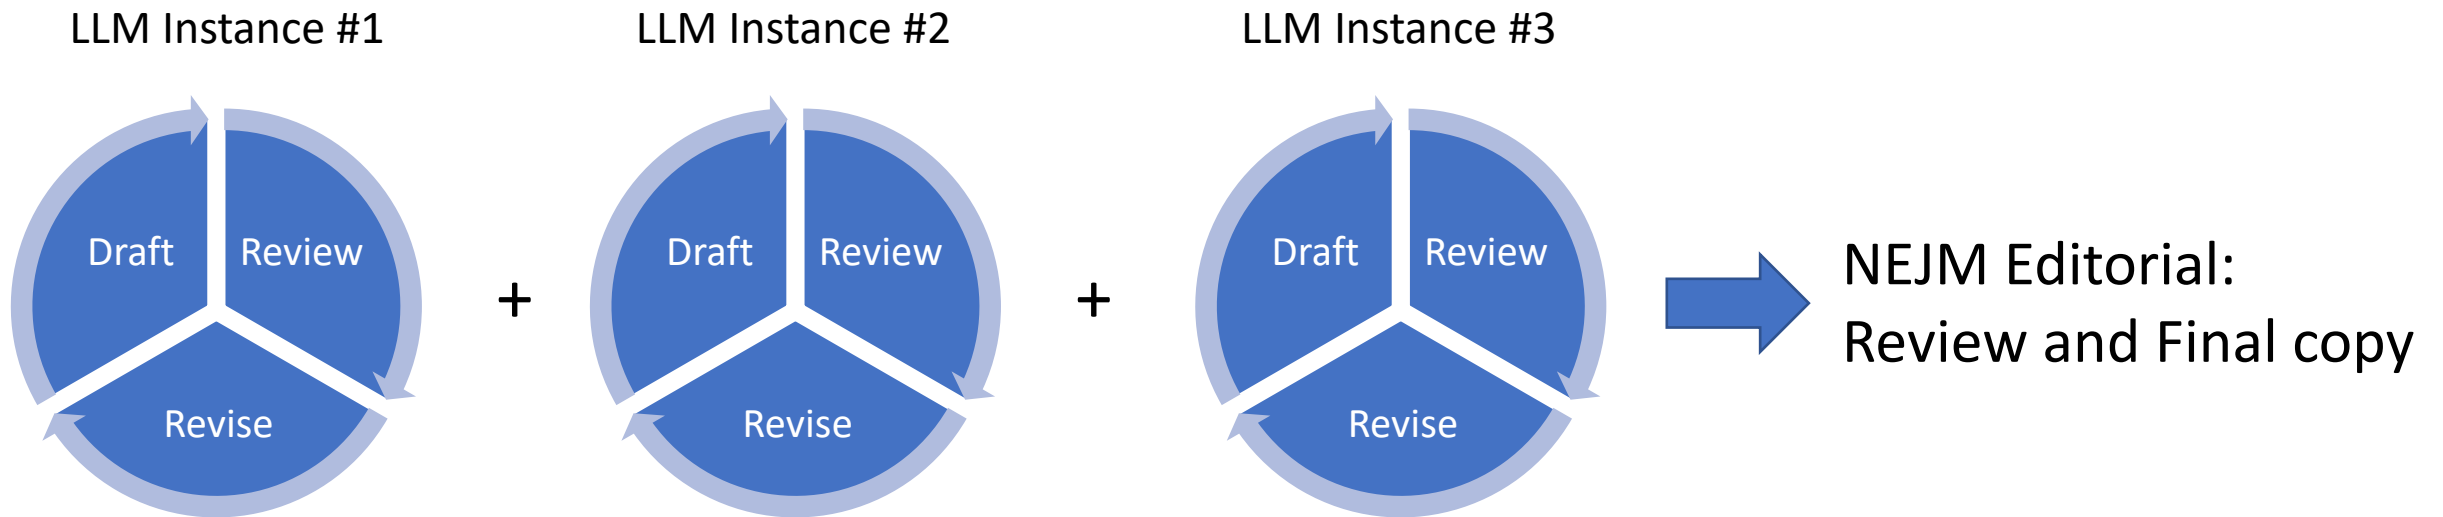 LLM Instance #1
LLM Instance #2
LLM Instance #3
Draft
Review
Revise
+
Draft
Review
Revise
+
Draft
Review
Revise
NEJM Editorial:
Review and Final copy